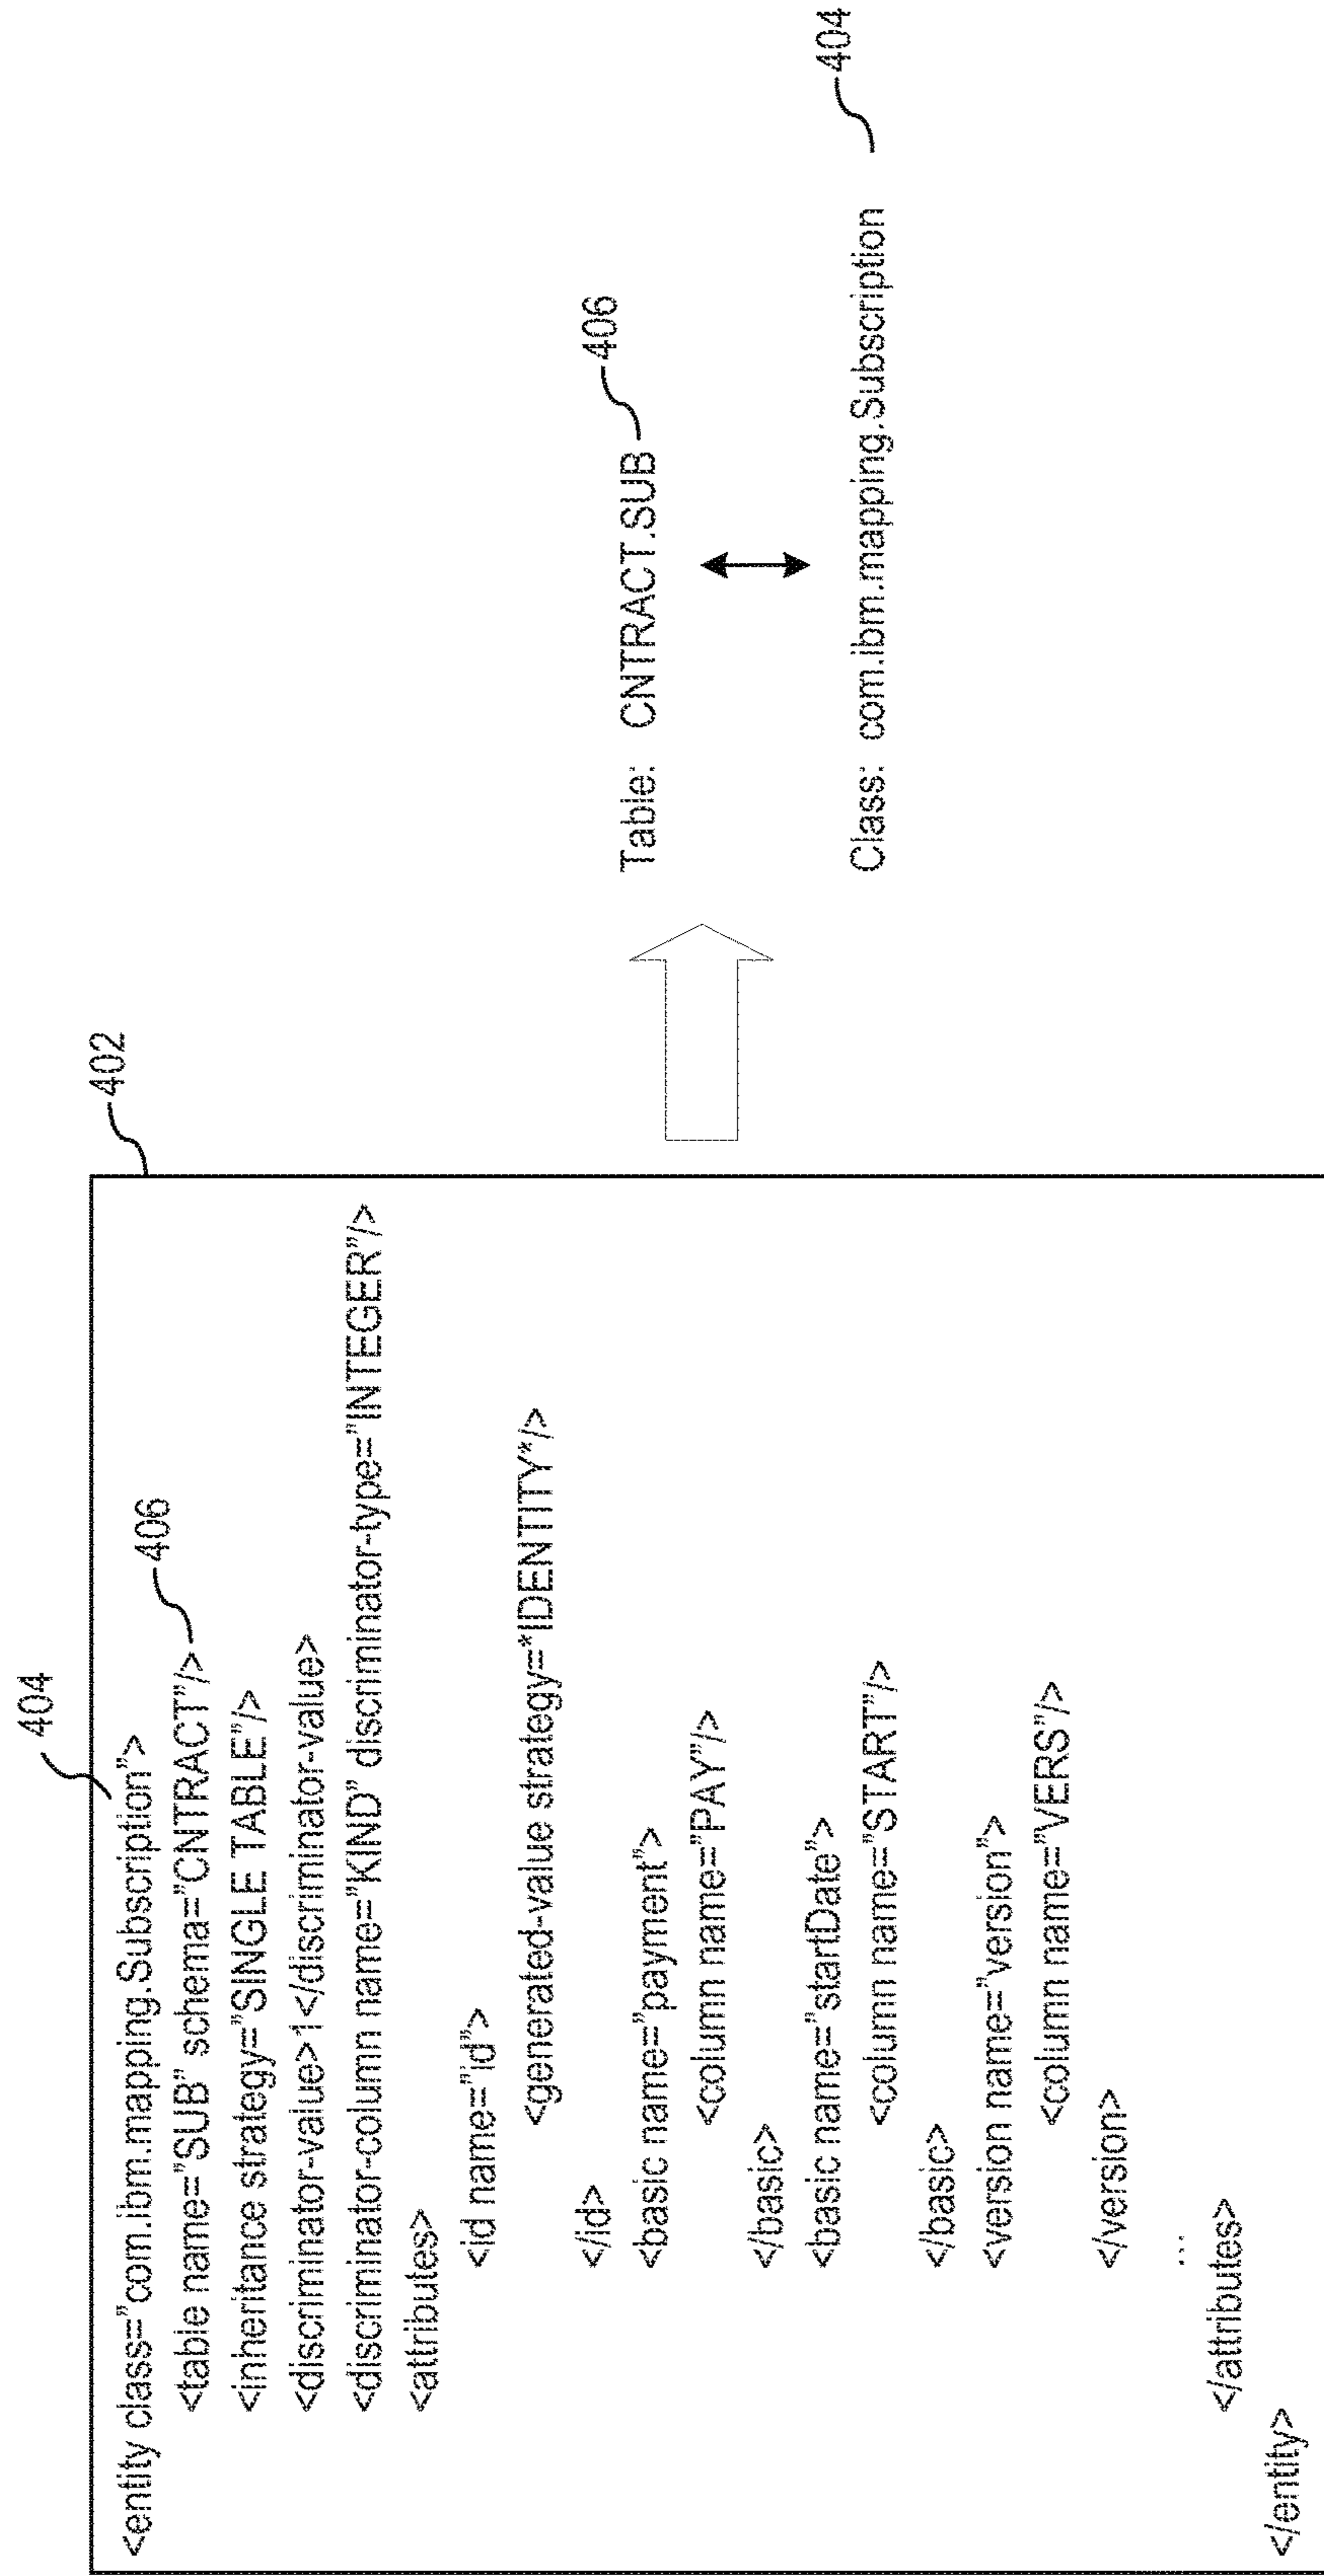 404
<entity class="com.ibm.mapping.Subscription">
<table name="SUB" schema="CNTRACT"/>
406
<inheritance strategy="SINGLE TABLE"/>
<discriminator-value>1</discriminator-value>
<discriminator-column name="KIND" discriminator-type="INTEGER"/>
<attributes>
<id name="id">
<generated-value strategy=*IDENTITY*/>
</id>
<basic name="payment">
<column name="PAY"/>
</basic>
<basic name="startDate">
<column name="START"/>
</basic>
<version name="version">
<column name="VERS"/>
</version>
...
</attributes>
</entity>
402
Table: CNTRACT.SUB
406
Class: com.ibm.mapping.Subscription
404